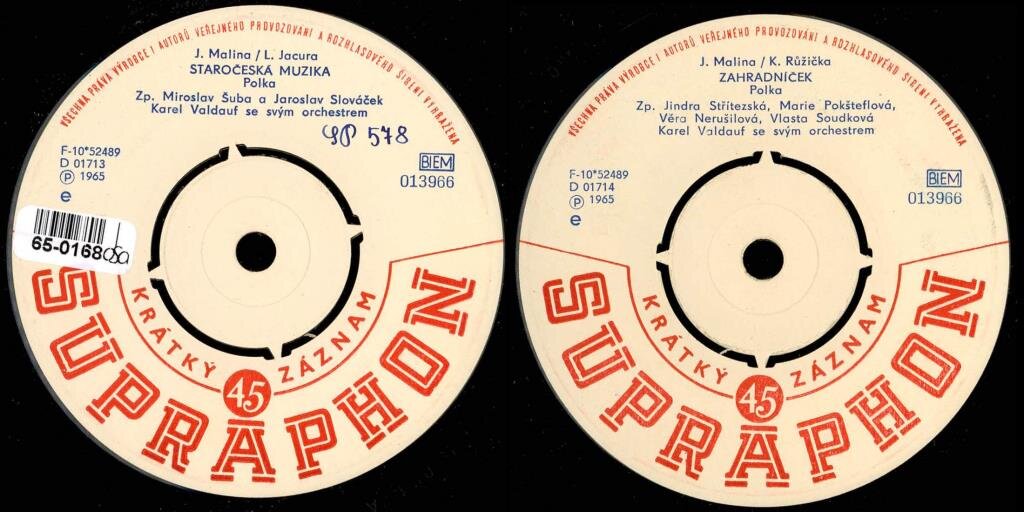 VŠECHNA PRÁVA VÝROBCE I AUTORŮ VEŘEJNÉHO PROVOZOVÁNÍ A ROZHLASOVÉHO ŠÍŘENÍ VYHRAŽENA
J. Malina / L. Jacura
STAROČESKÁ MUZIKA
Polka
Zp. Miroslav Šuba a Jaroslav Slováček
Karel Valdauf se svým orchestrem
SP 578
F-10*52489
D 01713
Ⓟ 1965
e
BIEM
013966
65-0168
KRÁTKÝ 45 ZÁZNAM
SUPRAPHON
VŠECHNA PRÁVA VÝROBCE I AUTORŮ VEŘEJNÉHO PROVOZOVÁNÍ A ROZHLASOVÉHO ŠÍŘENÍ VYHRAŽENA
J. Malina / K. Růžička
ZAHRADNÍČEK
Polka
Zp. Jindra Střítezská, Marie Pokšteflová,
Věra Nerušilová, Vlasta Soudková
Karel Valdauf se svým orchestrem
F-10*52489
D 01714
Ⓟ 1965
e
BIEM
013966
KRÁTKÝ 45 ZÁZNAM
SUPRAPHON